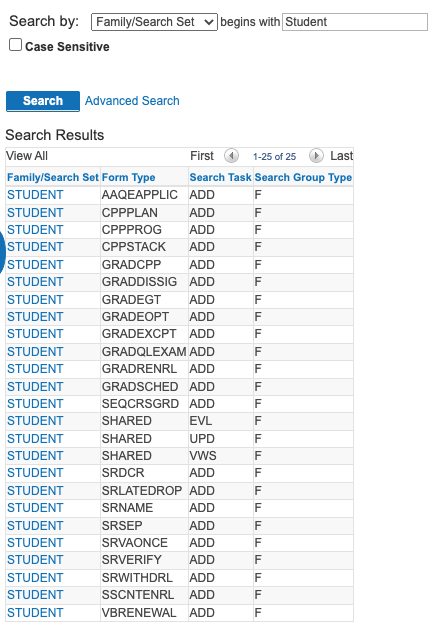 Search by: Family/Search Set begins with Student
Case Sensitive
Search Advanced Search
Search Results
View All First 1-25 of 25 Last
Family/Search Set Form Type Search Task Search Group Type
STUDENT AAQEAPPLIC ADD F
STUDENT CPPPLAN ADD F
STUDENT CPPPROG ADD F
STUDENT CPPSTACK ADD F
STUDENT GRADCPP ADD F
STUDENT GRADDISSIG ADD F
STUDENT GRADEGT ADD F
STUDENT GRADEOPT ADD F
STUDENT GRADEXCPT ADD F
STUDENT GRADQLEXAM ADD F
STUDENT GRADRENRL ADD F
STUDENT GRADSCHED ADD F
STUDENT SEQCRSGRD ADD F
STUDENT SHARED EVL F
STUDENT SHARED UPD F
STUDENT SHARED VWS F
STUDENT SRDCR ADD F
STUDENT SRLATEDROP ADD F
STUDENT SRNAME ADD F
STUDENT SRSEP ADD F
STUDENT SRVAONCE ADD F
STUDENT SRVERIFY ADD F
STUDENT SRWITHDRL ADD F
STUDENT SSCNTENRL ADD F
STUDENT VBRENEWAL ADD F